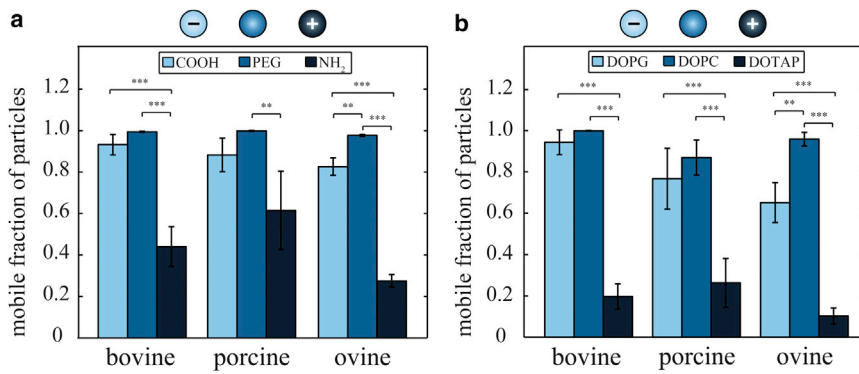 a
− +
COOH PEG NH2
*** *** ** *** ** ***
mobile fraction of particles
1.2
1.0
0.8
0.6
0.4
0.2
0
bovine porcine ovine
b
− +
DOPG DOPC DOTAP
*** *** *** *** *** ** ***
mobile fraction of particles
1.2
1.0
0.8
0.6
0.4
0.2
0
bovine porcine ovine